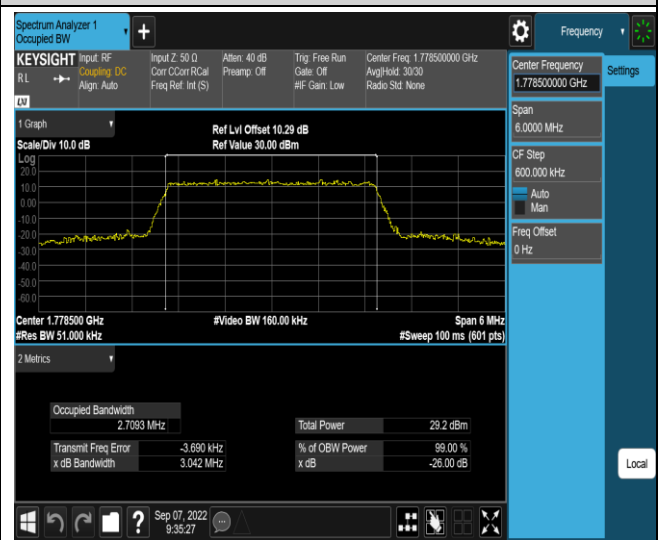 Spectrum Analyzer 1
Occupied BW
Frequency
KEYSIGHT
R L
LXI
Input: RF
Coupling: DC
Align: Auto
Input Z: 50 Ω
Corr CCorr RCal
Freq Ref: Int (S)
Atten: 40 dB
Preamp: Off
Trig: Free Run
Gate: Off
#IF Gain: Low
Center Freq: 1.778500000 GHz
Avg|Hold: 30/30
Radio Std: None
Center Frequency
1.778500000 GHz
Settings
Span
6.0000 MHz
CF Step
600.000 kHz
Auto
Man
Freq Offset
0 Hz
1 Graph
Scale/Div 10.0 dB
Ref Lvl Offset 10.29 dB
Ref Value 30.00 dBm
Log
20.0
10.0
0.00
-10.0
-20.0
-30.0
-40.0
-50.0
-60.0
Center 1.778500 GHz
#Res BW 51.000 kHz
#Video BW 160.00 kHz
Span 6 MHz
#Sweep 100 ms (601 pts)
2 Metrics
Occupied Bandwidth
2.7093 MHz
Total Power 29.2 dBm
Transmit Freq Error -3.690 kHz
% of OBW Power 99.00 %
x dB Bandwidth 3.042 MHz
x dB -26.00 dB
Local
?
Sep 07, 2022
9:35:27